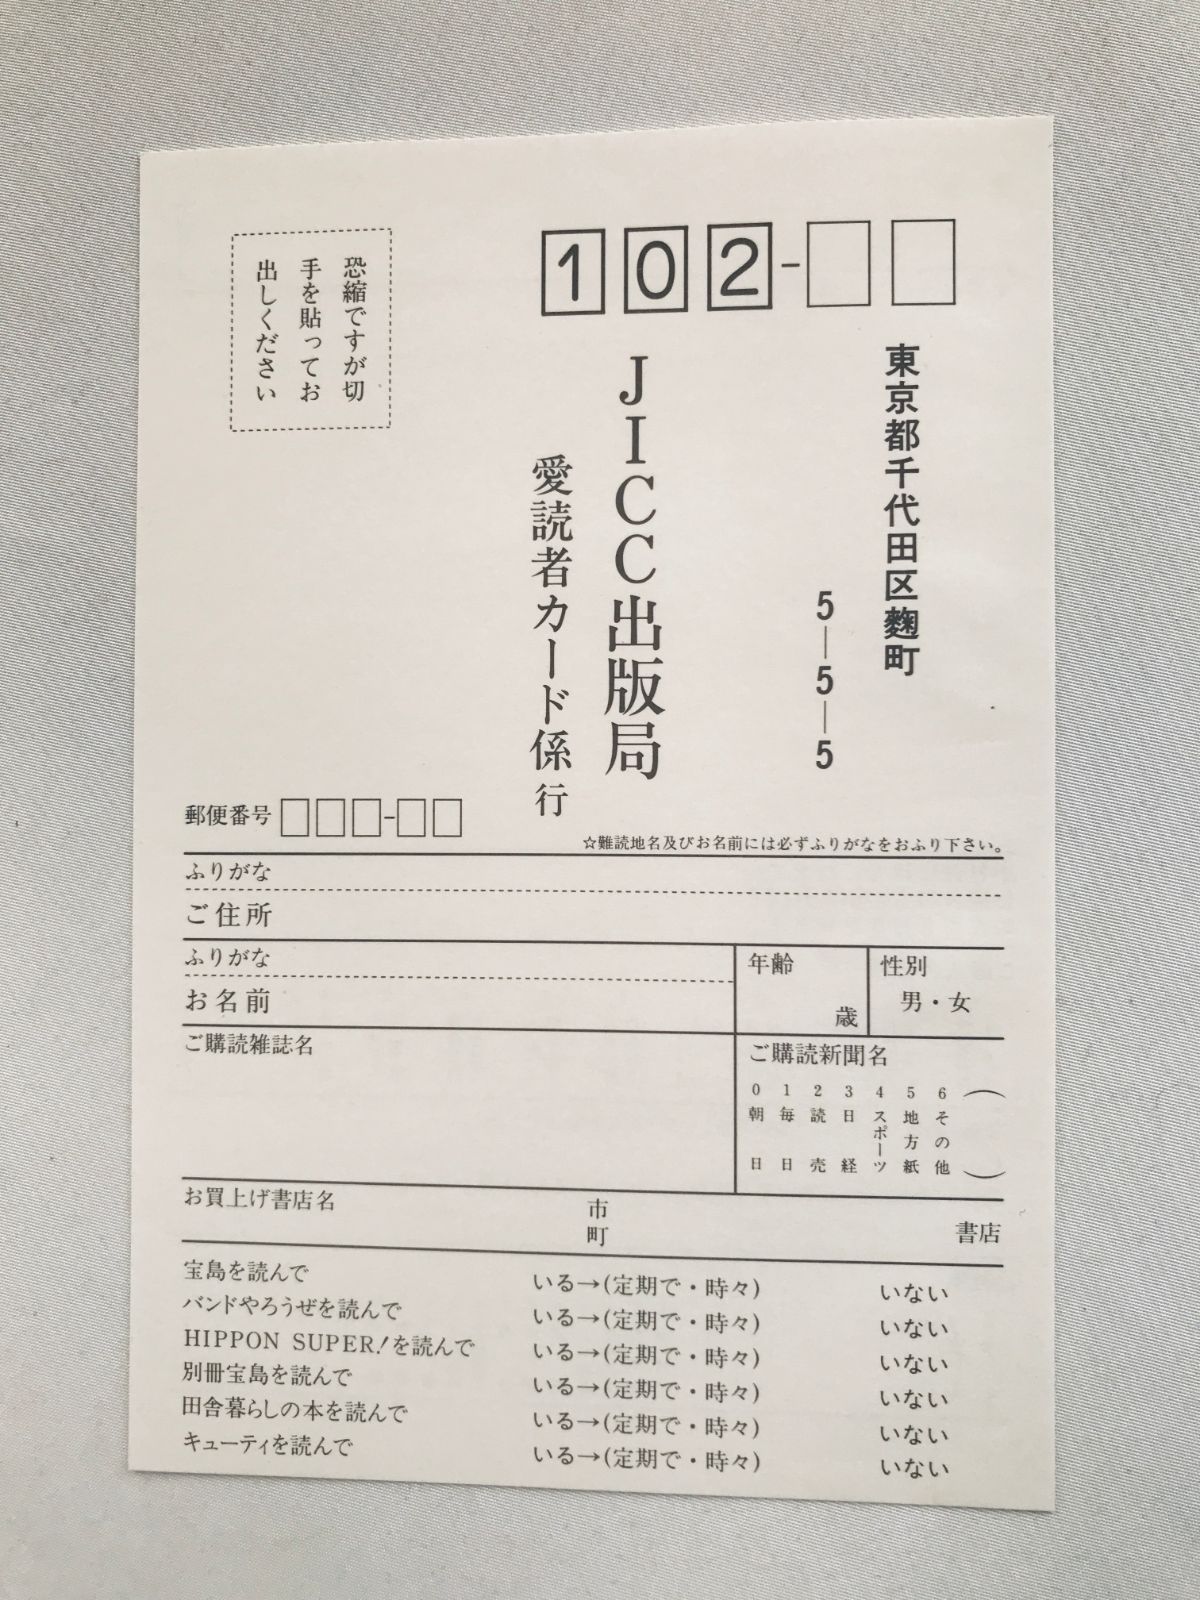 102-
東京都千代田区麹町
5―5―5
JICC出版局
愛読者カード係 行
恐縮ですが切
手を貼ってお
出しください
郵便番号 -
☆難読地名及びお名前には必ずふりがなをおふり下さい。
ふりがな
ご住所
ふりがな
お名前
年齢
歳
性別
男・女
ご購読雑誌名
ご購読新聞名
0 朝日
1 毎日
2 読売
3 日経
4 スポーツ
5 地方紙
6 その他
( )
お買上げ書店名
市
町
書店
宝島を読んで いる→(定期で・時々) いない
バンドやろうぜを読んで いる→(定期で・時々) いない
HIPPON SUPER!を読んで いる→(定期で・時々) いない
別冊宝島を読んで いる→(定期で・時々) いない
田舎暮らしの本を読んで いる→(定期で・時々) いない
キューティを読んで いる→(定期で・時々) いない